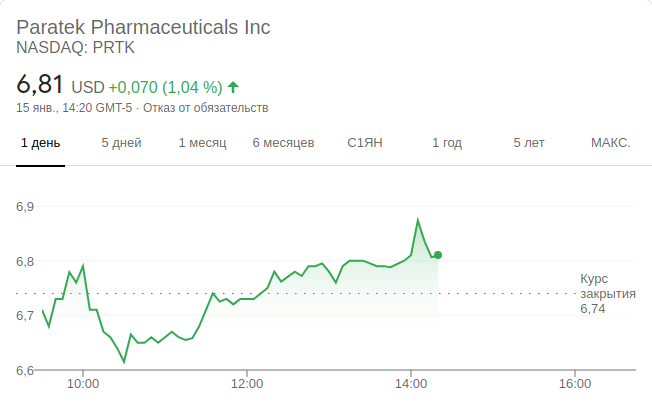 Paratek Pharmaceuticals Inc
NASDAQ: PRTK
6,81 USD +0,070 (1,04 %)
15 янв., 14:20 GMT-5 · Отказ от обязательств
1 день 5 дней 1 месяц 6 месяцев С1ЯН 1 год 5 лет МАКС.
6,9
6,8
Курс
закрытия
6,74
6,7
6,6
10:00 12:00 14:00 16:00